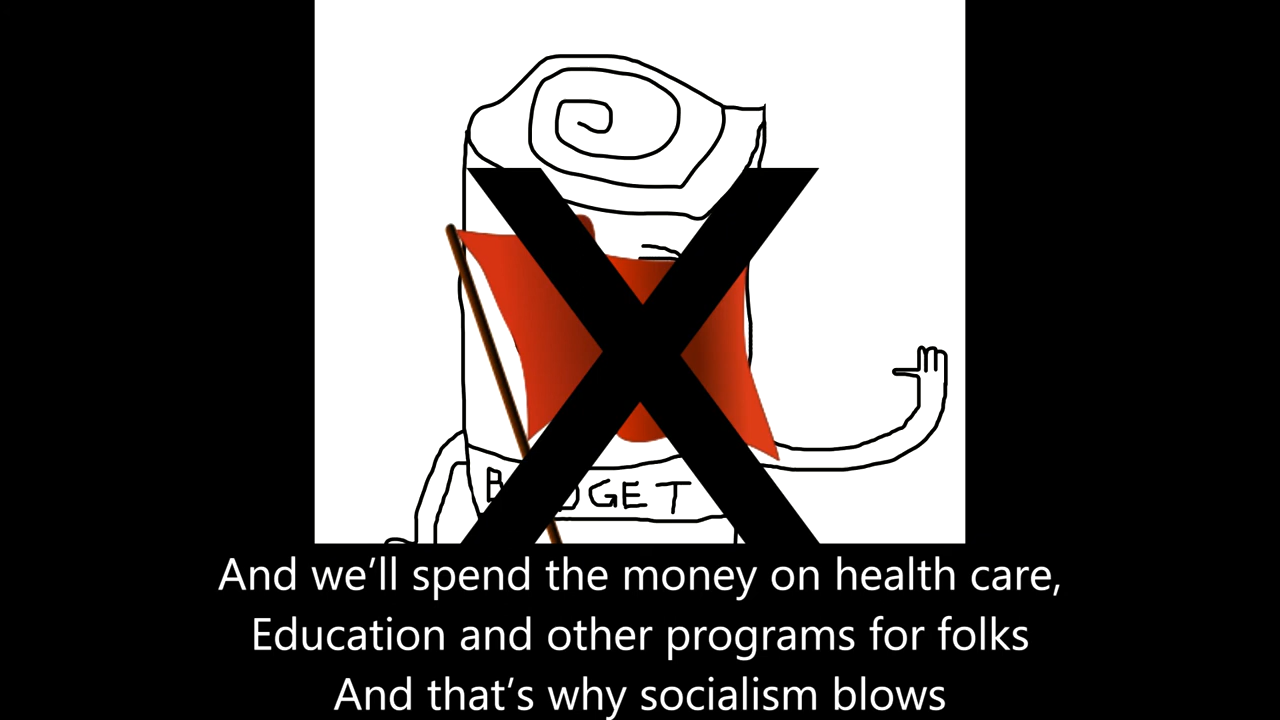 BUDGET
And we’ll spend the money on health care,
Education and other programs for folks
And that’s why socialism blows